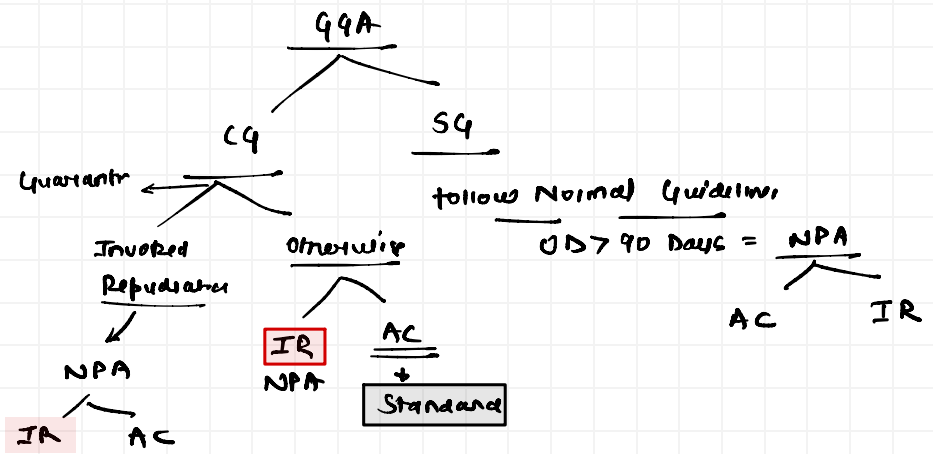 GGA
CG
SG
Guarantr
follow Normal Guidelines
Invoked
Otherwise
OD > 90 Days = NPA
Repudiated
AC
IR
IR
AC
NPA
NPA
Standard
IR
AC